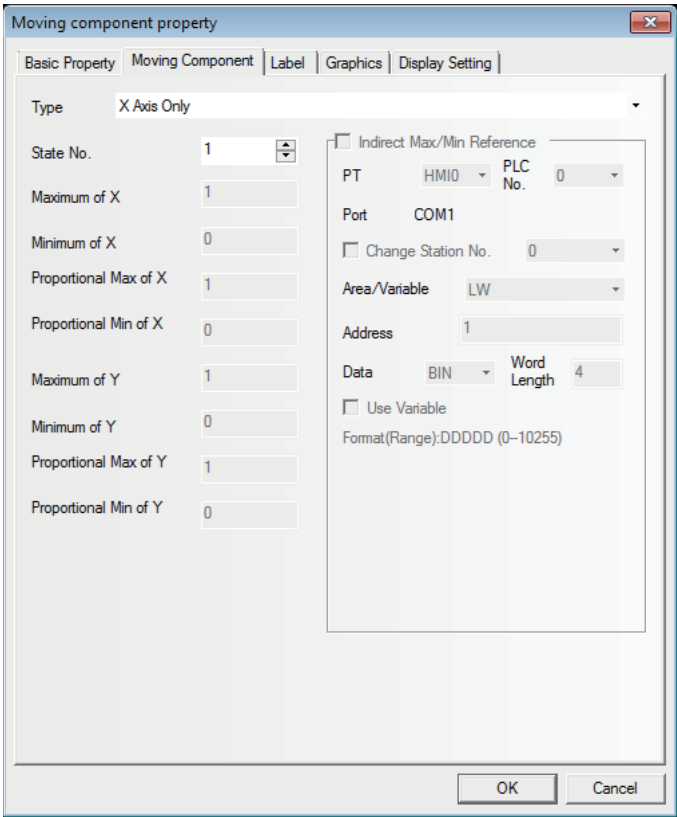 Moving component property
Basic Property Moving Component Label Graphics Display Setting
Type X Axis Only
State No. 1
Maximum of X 1
Minimum of X 0
Proportional Max of X 1
Proportional Min of X 0
Maximum of Y 1
Minimum of Y 0
Proportional Max of Y 1
Proportional Min of Y 0
Indirect Max/Min Reference
PT HMI0 PLC No. 0
Port COM1
Change Station No. 0
Area/Variable LW
Address 1
Data BIN Word Length 4
Use Variable
Format(Range):DDDDD (0--10255)
OK Cancel